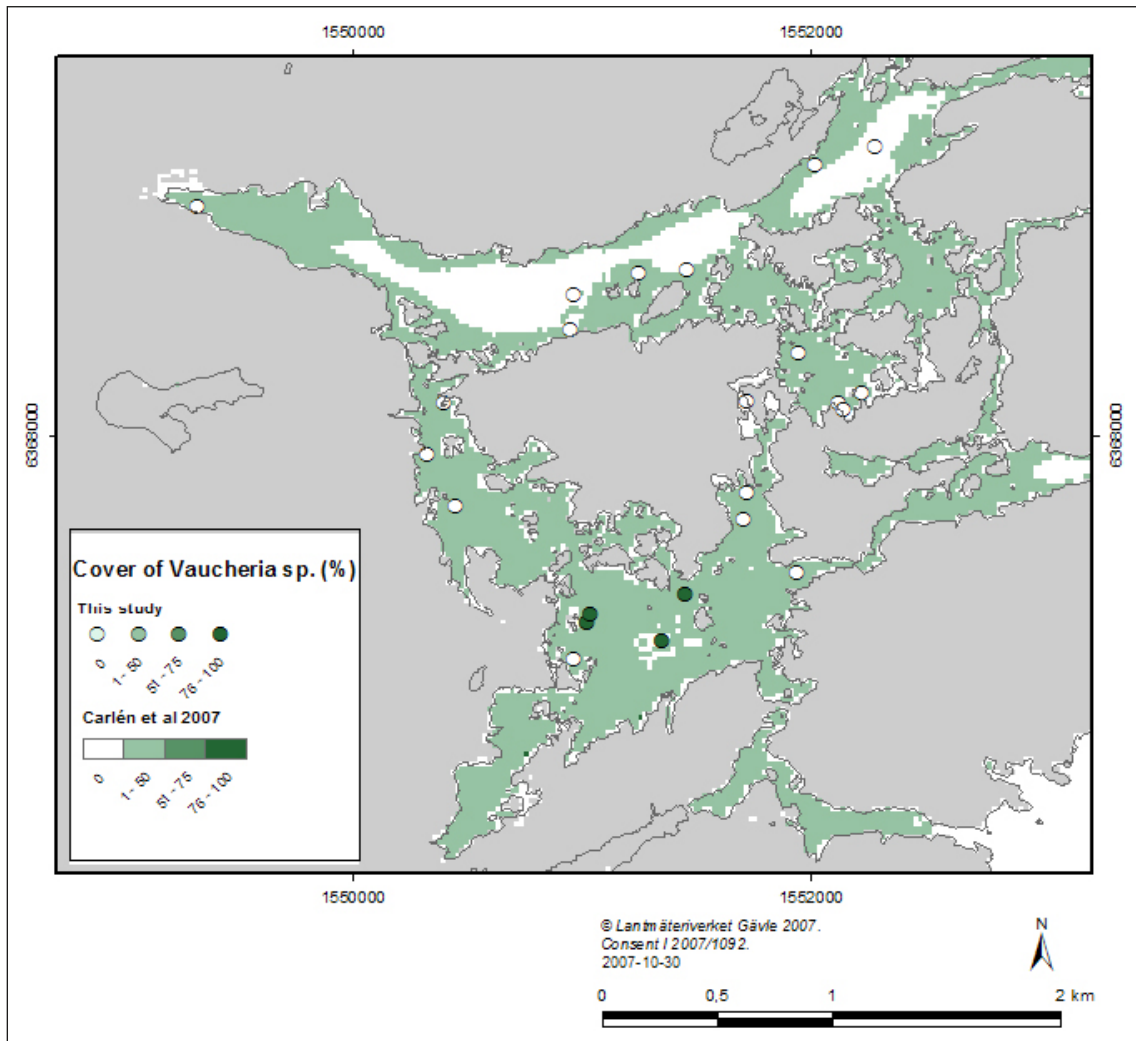 1550000 1552000
6368000 6368000
Cover of Vaucheria sp. (%)
This study
0 1 - 50 51 - 75 76 - 100
Carlén et al 2007
0 1 - 50 51 - 75 76 - 100
1550000 1552000
© Lantmäteriverket Gävle 2007.
Consent I 2007/1092.
2007-10-30
N
0 0,5 1 2 km